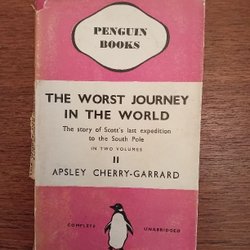 PENGUIN
BOOKS
THE WORST JOURNEY
IN THE WORLD
The story of Scott's last expedition
to the South Pole
IN TWO VOLUMES
II
APSLEY CHERRY-GARRARD
COMPLETE
UNABRIDGED